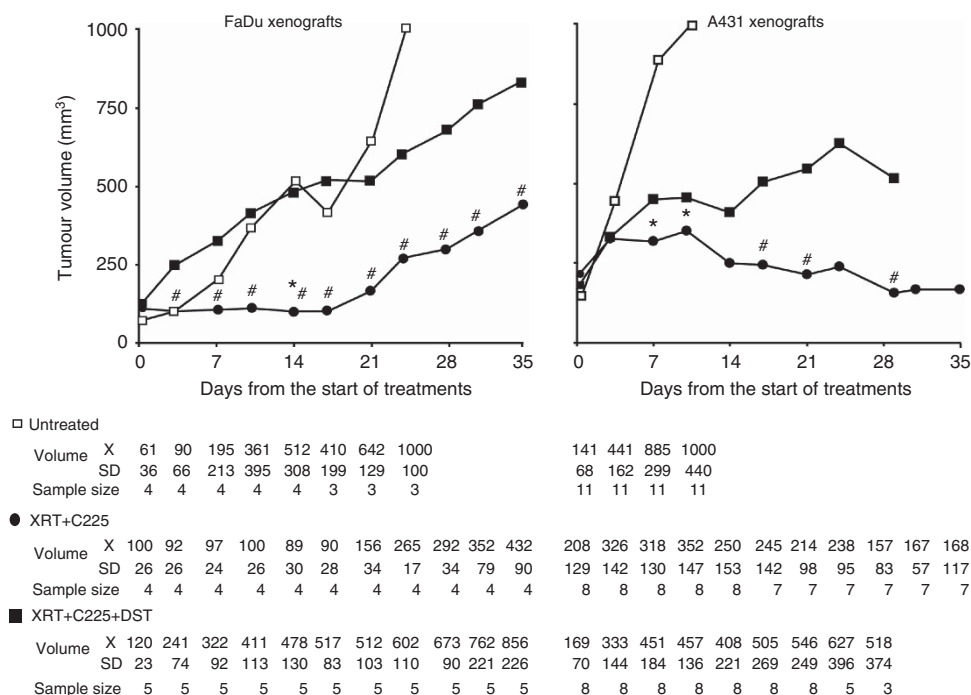 FaDu xenografts
A431 xenografts
Tumour volume (mm³)
1000
750
500
250
0
# # # *# # # # # # #
* * # # #
0 7 14 21 28 35
0 7 14 21 28 35
Days from the start of treatments
Days from the start of treatments
Untreated
Volume X 61 90 195 361 512 410 642 1000 141 441 885 1000
SD 36 66 213 395 308 199 129 100 68 162 299 440
Sample size 4 4 4 4 4 3 3 3 11 11 11 11
XRT+C225
Volume X 100 92 97 100 89 90 156 265 292 352 432 208 326 318 352 250 245 214 238 157 167 168
SD 26 26 24 26 30 28 34 17 34 79 90 129 142 130 147 153 142 98 95 83 57 117
Sample size 4 4 4 4 4 4 4 4 4 4 4 8 8 8 8 8 7 7 7 7 7 7
XRT+C225+DST
Volume X 120 241 322 411 478 517 512 602 673 762 856 169 333 451 457 408 505 546 627 518
SD 23 74 92 113 130 83 103 110 90 221 226 70 144 184 136 221 269 249 396 374
Sample size 5 5 5 5 5 5 5 5 5 5 5 8 8 8 8 8 8 8 5 3